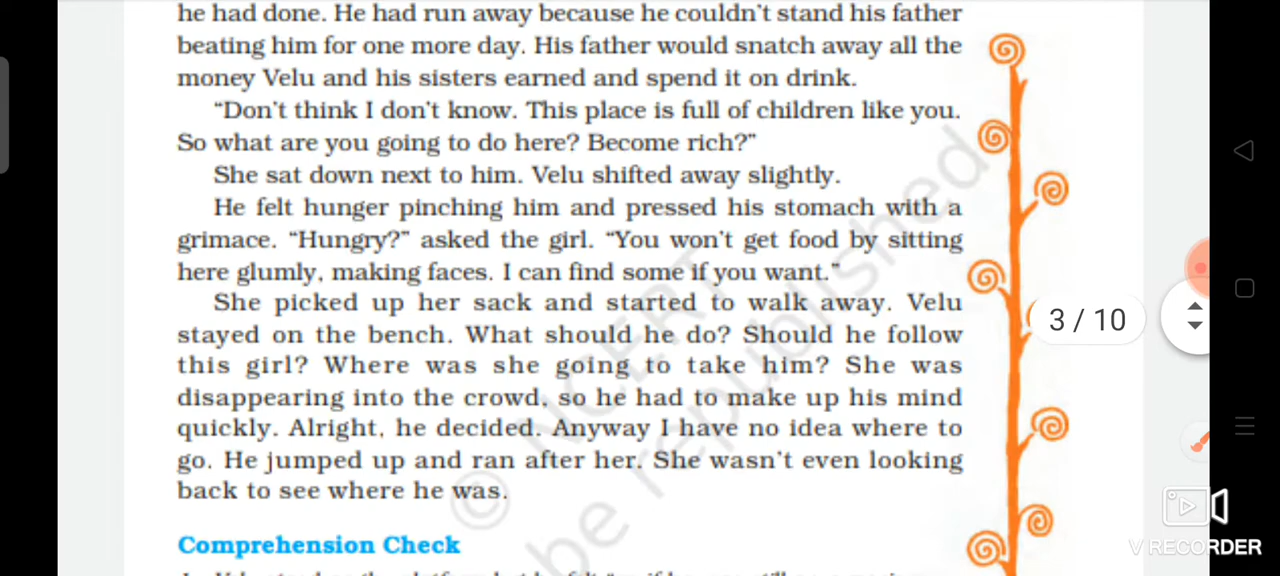 he had done. He had run away because he couldn't stand his father
beating him for one more day. His father would snatch away all the
money Velu and his sisters earned and spend it on drink.
“Don't think I don't know. This place is full of children like you.
So what are you going to do here? Become rich?”
She sat down next to him. Velu shifted away slightly.
He felt hunger pinching him and pressed his stomach with a
grimace. “Hungry?” asked the girl. “You won't get food by sitting
here glumly, making faces. I can find some if you want.”
She picked up her sack and started to walk away. Velu
stayed on the bench. What should he do? Should he follow
this girl? Where was she going to take him? She was
disappearing into the crowd, so he had to make up his mind
quickly. Alright, he decided. Anyway I have no idea where to
go. He jumped up and ran after her. She wasn't even looking
back to see where he was.
Comprehension Check
3 / 10
© NCERT
be republished
V RECORDER